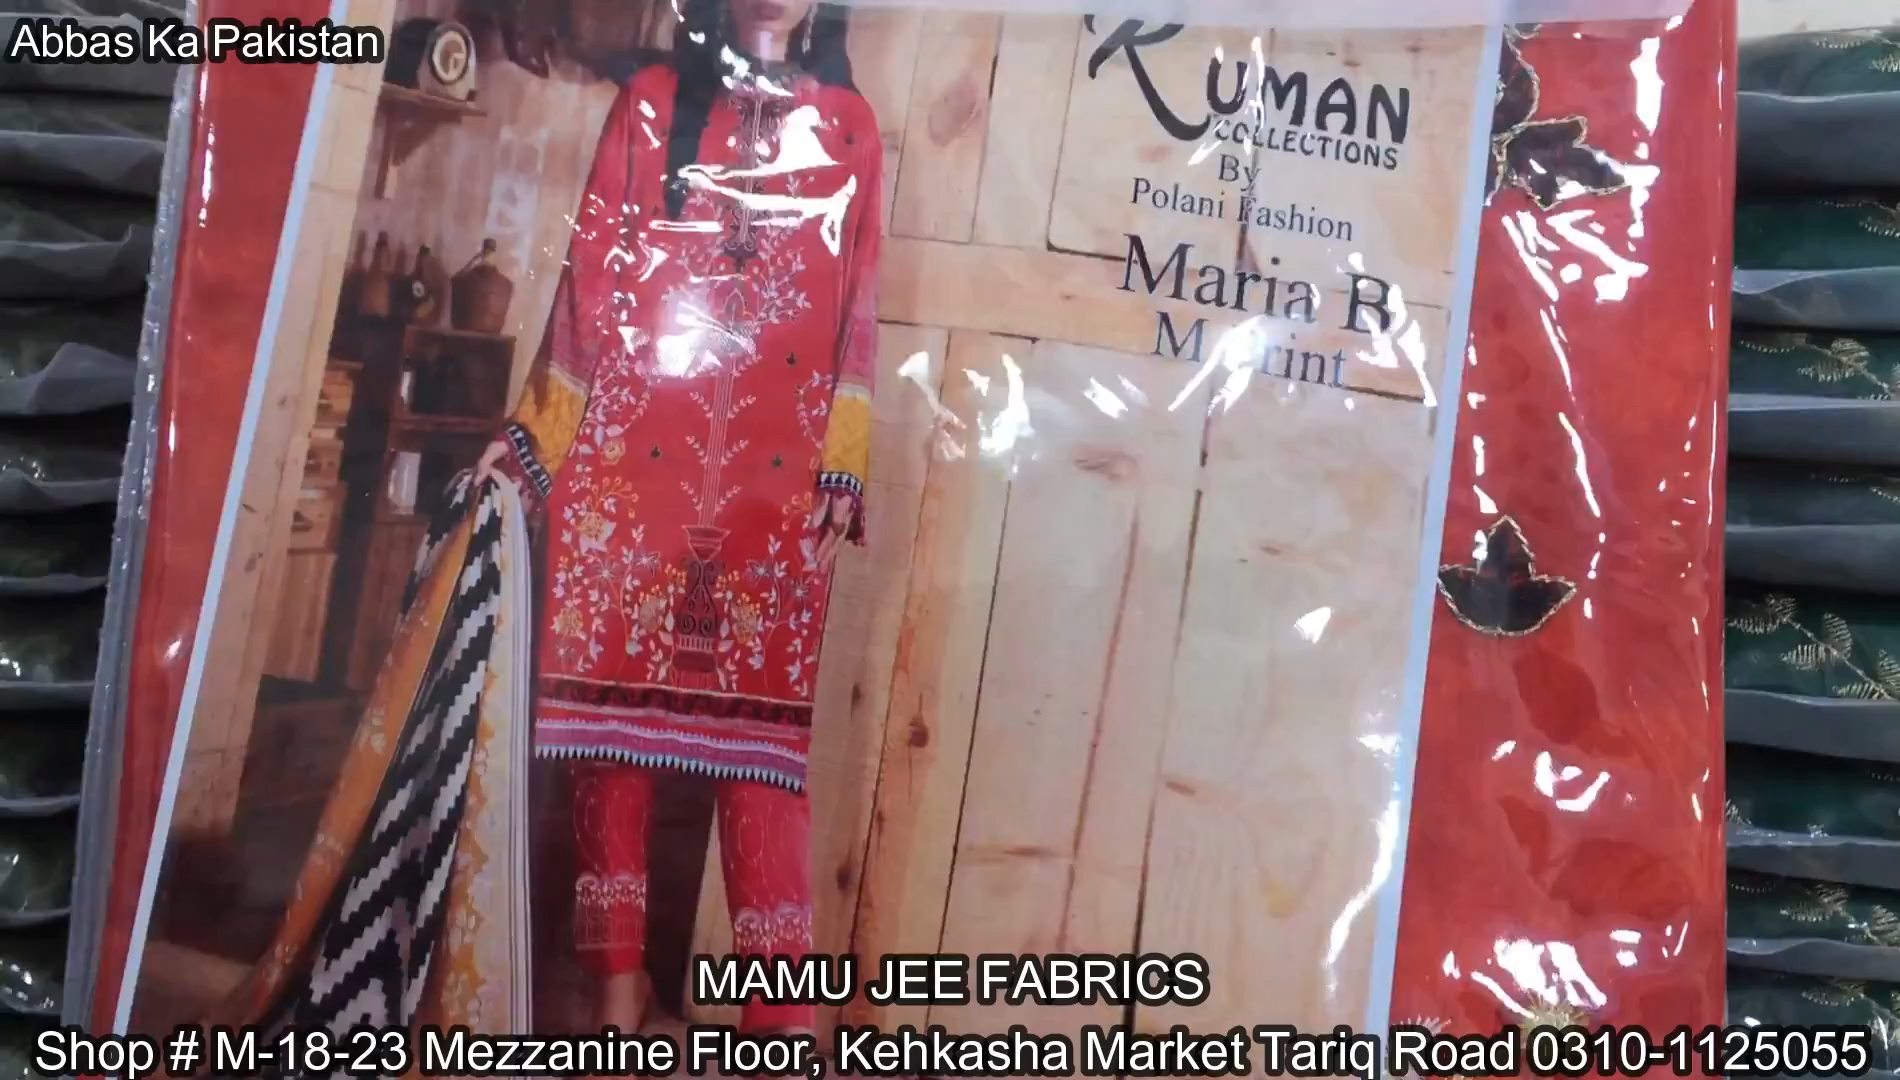 Abbas Ka Pakistan
RUMAN
COLLECTIONS
By
Polani Fashion
Maria B
MAMU JEE FABRICS
Shop # M-18-23 Mezzanine Floor, Kehkasha Market Tariq Road 0310-1125055